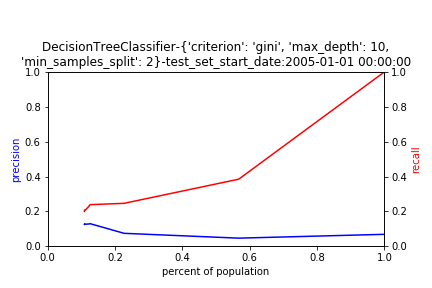 DecisionTreeClassifier-{'criterion': 'gini', 'max_depth': 10,
'min_samples_split': 2}-test_set_start_date:2005-01-01 00:00:00
1.0
0.8
0.6
0.4
0.2
0.0
precision
1.0
0.8
0.6
0.4
0.2
0.0
recall
0.0 0.2 0.4 0.6 0.8 1.0
percent of population